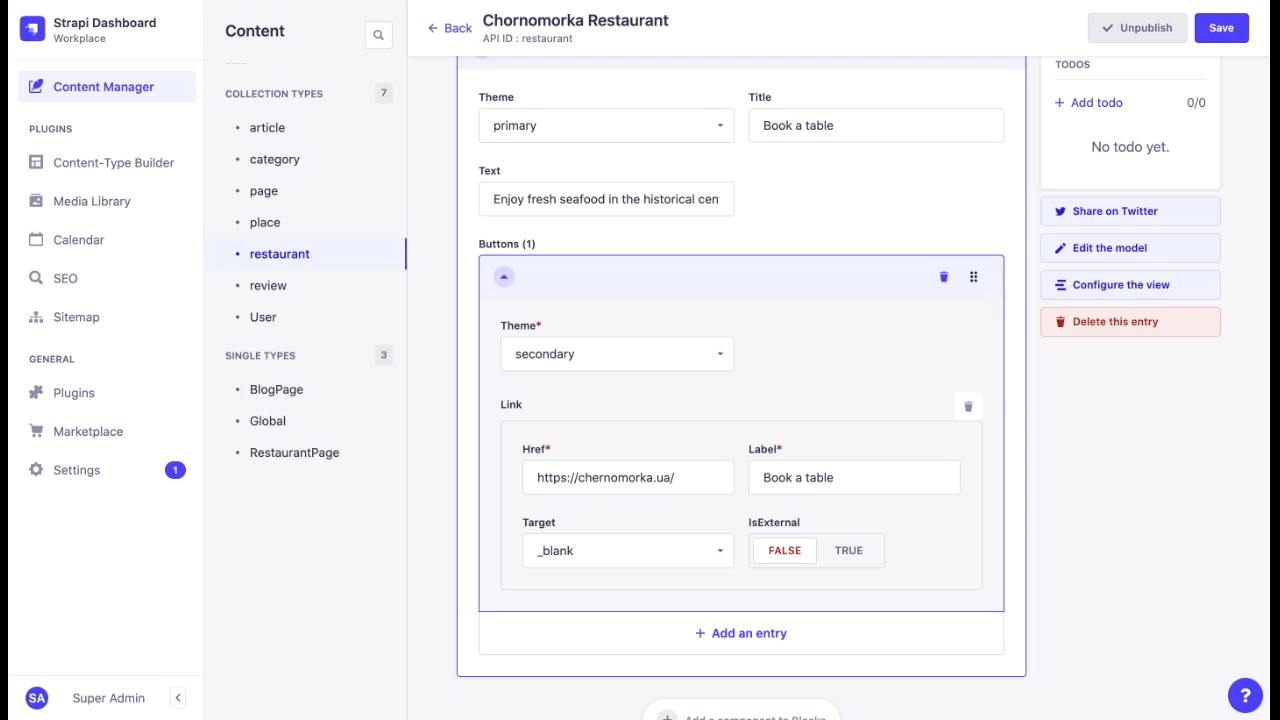 Strapi Dashboard
Workplace
Content Manager
PLUGINS
Content-Type Builder
Media Library
Calendar
SEO
Sitemap
GENERAL
Plugins
Marketplace
Settings
1
SA
Super Admin
Content
COLLECTION TYPES
7
article
category
page
place
restaurant
review
User
SINGLE TYPES
3
BlogPage
Global
RestaurantPage
Back
Chornomorka Restaurant
API ID : restaurant
Unpublish
Save
Theme
primary
Title
Book a table
Text
Enjoy fresh seafood in the historical cen
Buttons (1)
Theme*
secondary
Link
Href*
https://chernomorka.ua/
Label*
Book a table
Target
_blank
IsExternal
FALSE
TRUE
+ Add an entry
Add a component to Blocks
TODOS
+ Add todo
0/0
No todo yet.
Share on Twitter
Edit the model
Configure the view
Delete this entry
?